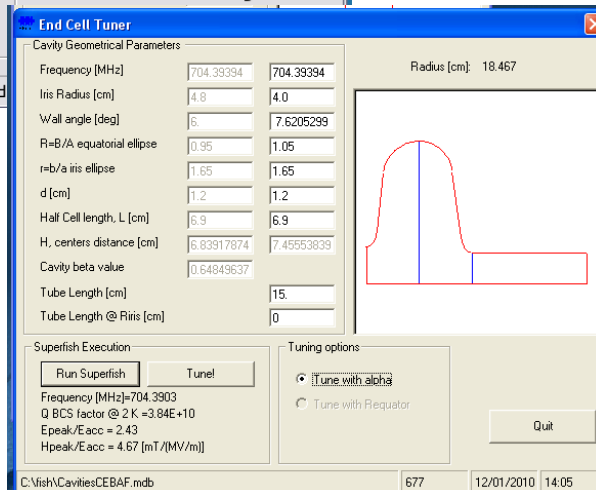 End Cell Tuner
Cavity Geometrical Parameters
Frequency [MHz] 704.39394 704.39394
Iris Radius [cm] 4.8 4.0
Wall angle [deg] 6. 7.6205299
R=B/A equatorial ellipse 0.95 1.05
r=b/a iris ellipse 1.65 1.65
d [cm] 1.2 1.2
Half Cell length, L [cm] 6.9 6.9
H, centers distance [cm] 6.83917874 7.45553839
Cavity beta value 0.64849637
Tube Length [cm] 15.
Tube Length @ Riris [cm] 0
Radius [cm]: 18.467
Superfish Execution
Run Superfish Tune!
Frequency [MHz]=704.3903
Q BCS factor @ 2 K =3.84E+10
Epeak/Eacc = 2.43
Hpeak/Eacc = 4.67 [mT/(MV/m)]
Tuning options
Tune with alpha
Tune with Requator
Quit
C:\fish\CavitiesCEBAF.mdb 677 12/01/2010 14:05